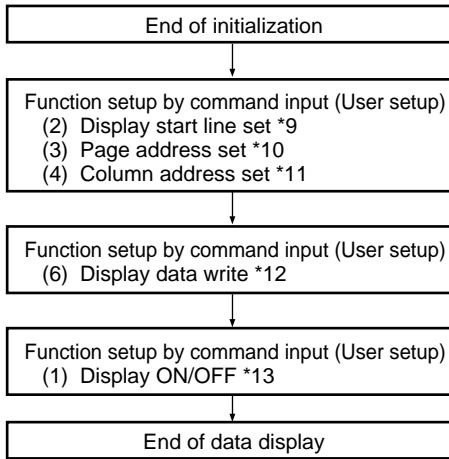 End of initialization
Function setup by command input (User setup)
(2) Display start line set *9
(3) Page address set *10
(4) Column address set *11
Function setup by command input (User setup)
(6) Display data write *12
Function setup by command input (User setup)
(1) Display ON/OFF *13
End of data display